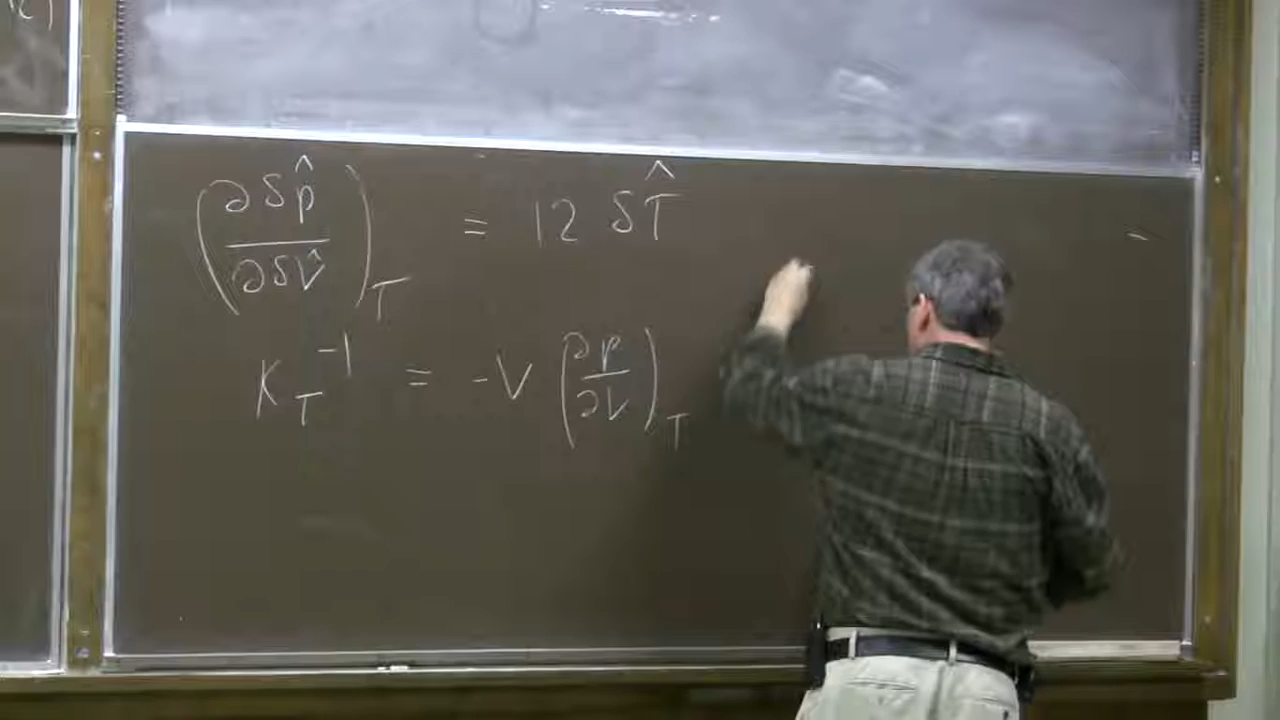 (∂δp̂/∂δV̂)_T ≡ 12 δT̂
K_T^{-1} ≡ -V (∂p/∂V)_T